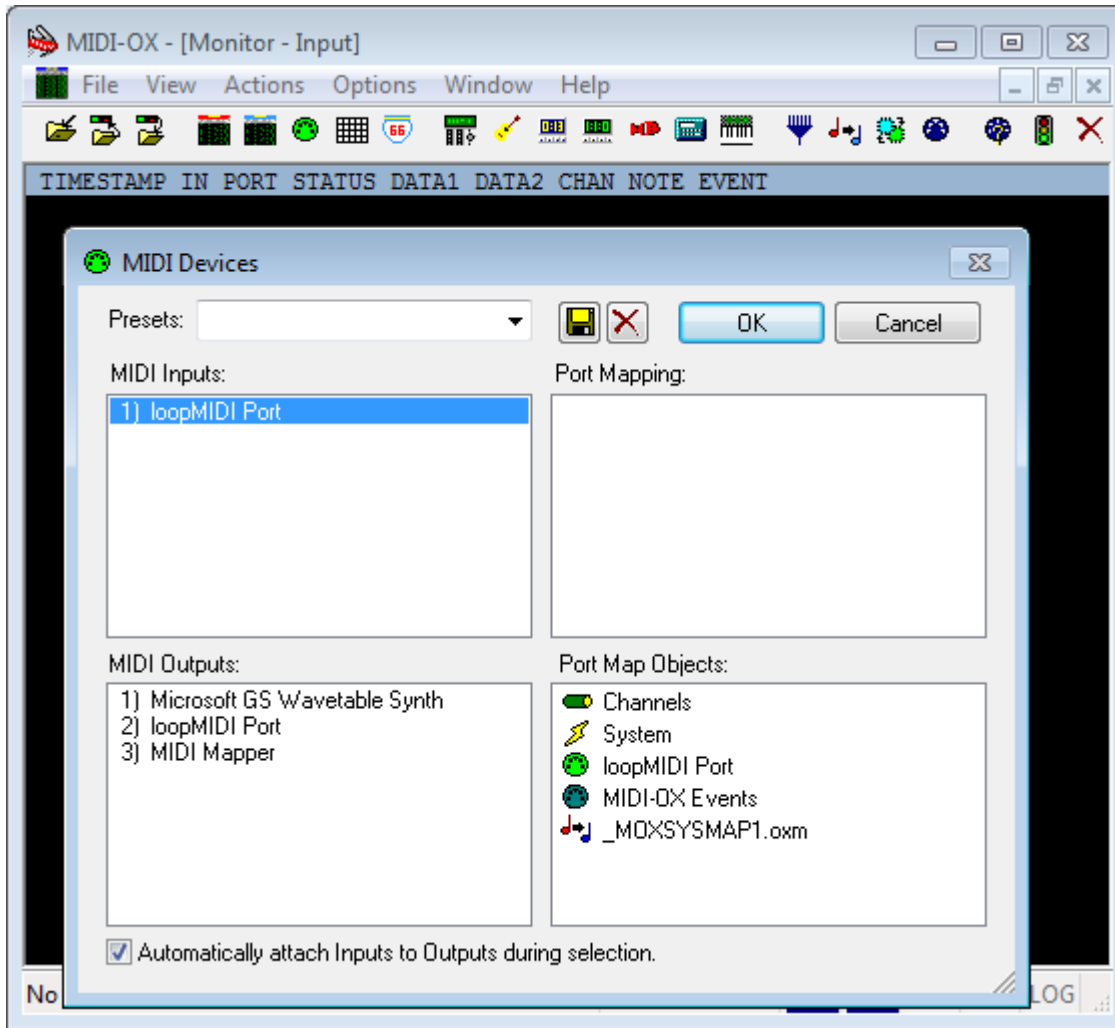 MIDI-OX - [Monitor - Input]
File View Actions Options Window Help
66
TIMESTAMP IN PORT STATUS DATA1 DATA2 CHAN NOTE EVENT
MIDI Devices
Presets:
OK
Cancel
MIDI Inputs:
1) loopMIDI Port
Port Mapping:
MIDI Outputs:
1) Microsoft GS Wavetable Synth
2) loopMIDI Port
3) MIDI Mapper
Port Map Objects:
Channels
System
loopMIDI Port
MIDI-OX Events
_MOXSYSMAP1.oxm
Automatically attach Inputs to Outputs during selection.
No
LOG